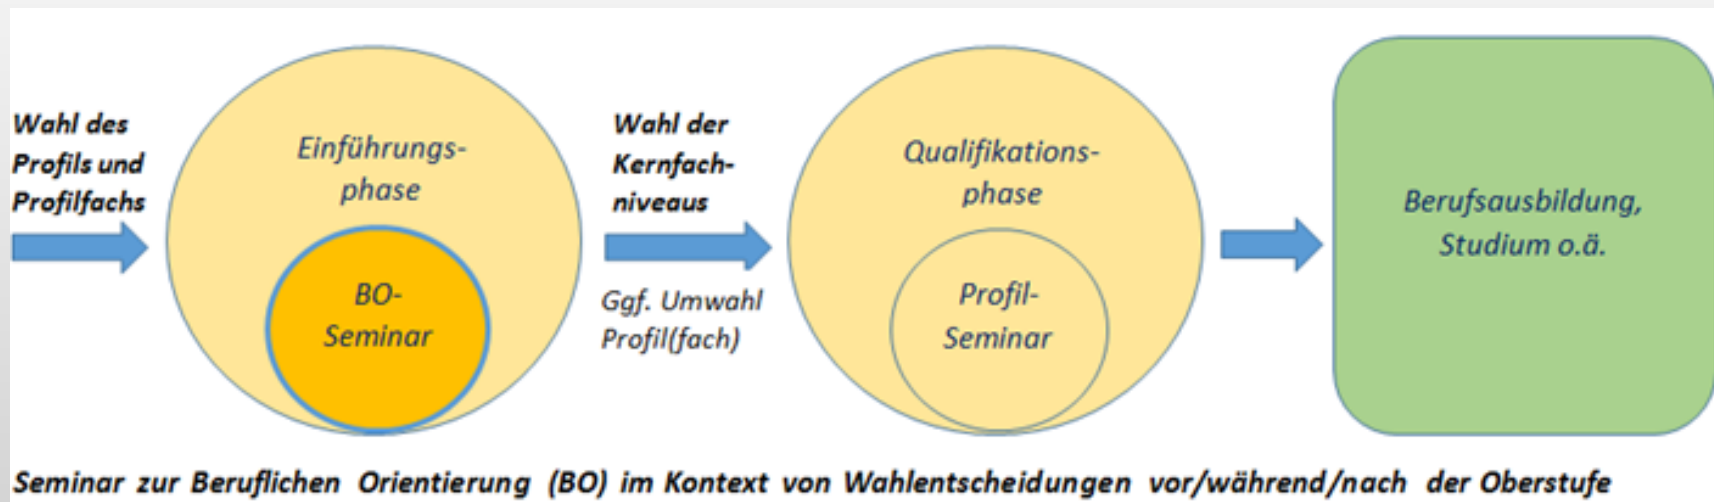 Wahl des
Profils und
Profilfachs
Einführungs-
phase
BO-
Seminar
Wahl der
Kernfach-
niveaus
Ggf. Umwahl
Profil(fach)
Qualifikations-
phase
Profil-
Seminar
Berufsausbildung,
Studium o.ä.
Seminar zur Beruflichen Orientierung (BO) im Kontext von Wahlentscheidungen vor/während/nach der Oberstufe